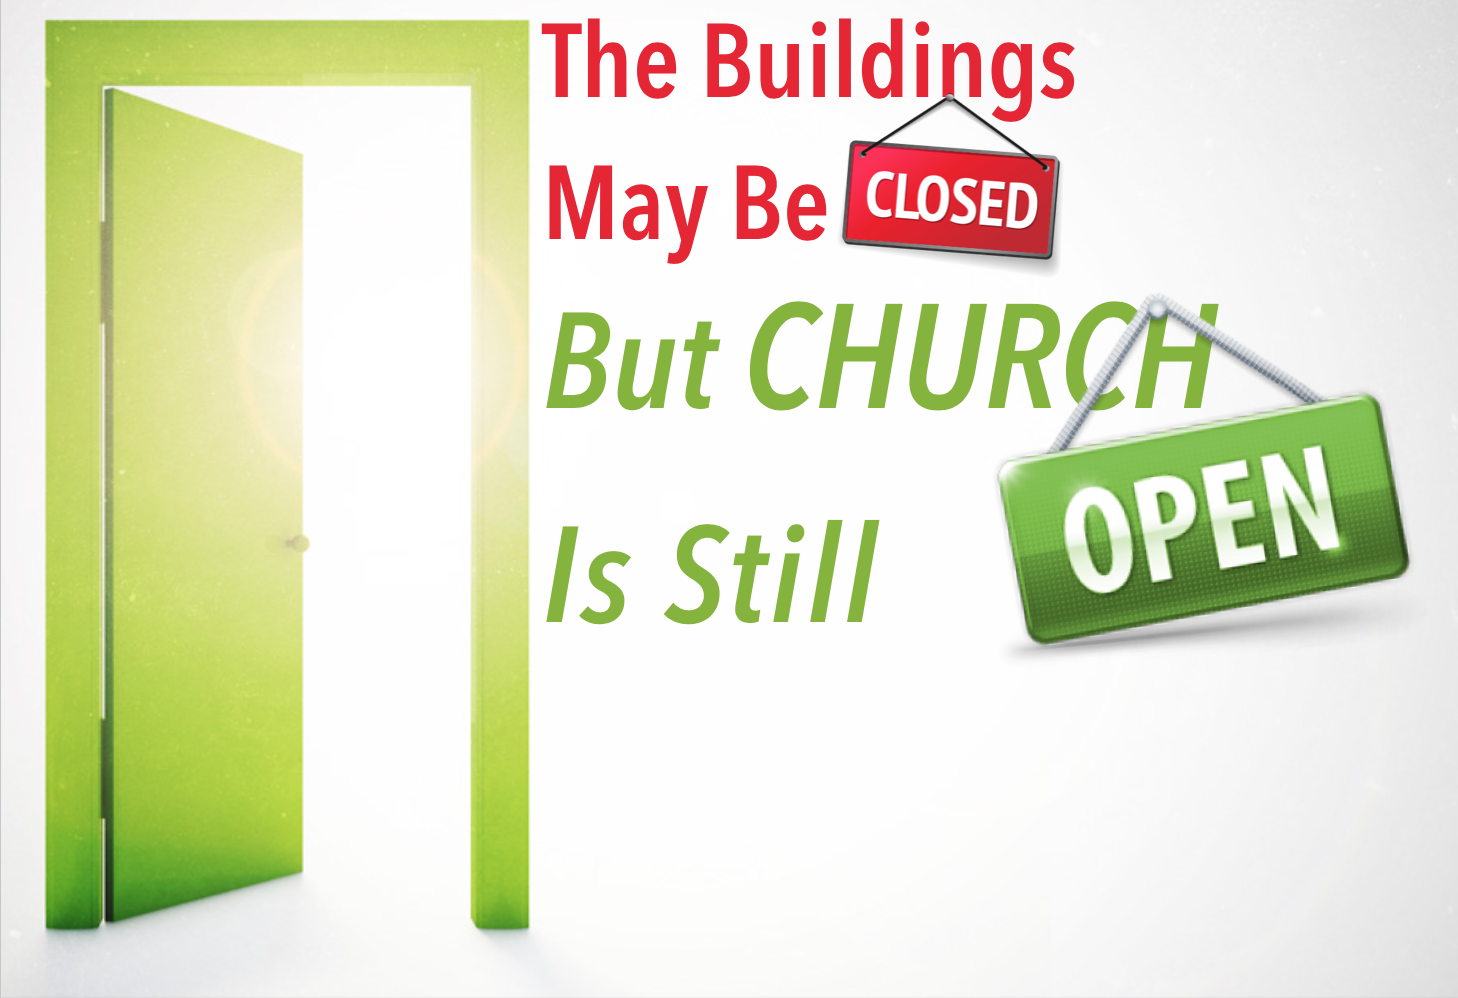 The Buildings
May Be CLOSED
But CHURCH
Is Still OPEN